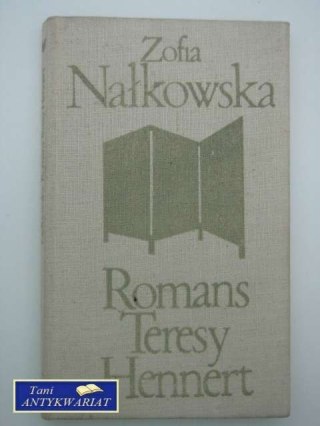 Zofia
Nałkowska
Romans
Teresy
Hennert
Tani
ANTYKWARIAT